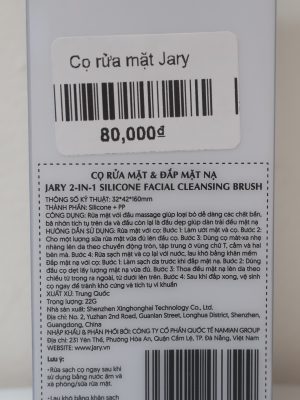 Cọ rửa mặt Jary
80,000₫
CỌ RỬA MẶT & ĐẮP MẶT NẠ
JARY 2-IN-1 SILICONE FACIAL CLEANSING BRUSH
THÔNG SỐ KỸ THUẬT: 32*42*160mm
THÀNH PHẦN: Silicone + PP
CÔNG DỤNG: Rửa mặt với đầu massage giúp loại bỏ dễ dàng các chất bẩn,
bã nhờn tích tụ trên da và đầu còn lại là đầu dẹp giúp dàn trải đều mặt nạ
HƯỚNG DẪN SỬ DỤNG: Rửa mặt với cọ: Bước 1: Làm ướt mặt và cọ. Bước 2:
Cho một lượng sữa rửa mặt vừa đủ lên đầu cọ. Bước 3: Dùng cọ mát-xa nhẹ
nhàng lên da theo chuyển động tròn, tập trung ở vùng chữ T, cằm và hai
bên má. Bước 4: Rửa sạch mặt và cọ lại với nước, lau khô bằng khăn mềm
Đắp mặt nạ với cọ: Bước 1: Làm sạch da trước khi đắp mặt nạ. Bước 2: Dùng
đầu cọ dẹt lấy lượng mặt nạ vừa đủ. Bước 3: Thoa đều mặt nạ lên da theo
chiều từ trong ra ngoài, từ dưới lên trên. Bước 4: Sau khi đắp xong, vệ sinh
cọ ngay để tránh khô cứng và tích tụ vi khuẩn
XUẤT XỨ: Trung Quốc
Trọng lượng: 22G
Nhà sản xuất: Shenzhen Xinghonghai Technology Co., Ltd.
Địa chỉ: No. 2, Yuzhan 2nd Road, Guanlan Street, Longhua District, Shenzhen,
Guangdong, China
NHẬP KHẨU & PHÂN PHỐI BỞI: CÔNG TY CỔ PHẦN QUỐC TẾ NAMIAN GROUP
Địa chỉ: 231 Yên Thế, Phường Hòa An, Quận Cẩm Lệ, TP. Đà Nẵng, Việt Nam
WEBSITE: www.jary.vn
Lưu ý:
- Rửa sạch cọ ngay sau khi
sử dụng bằng nước ấm và
xà phòng/sữa rửa mặt.
- Lau khô bằng khăn